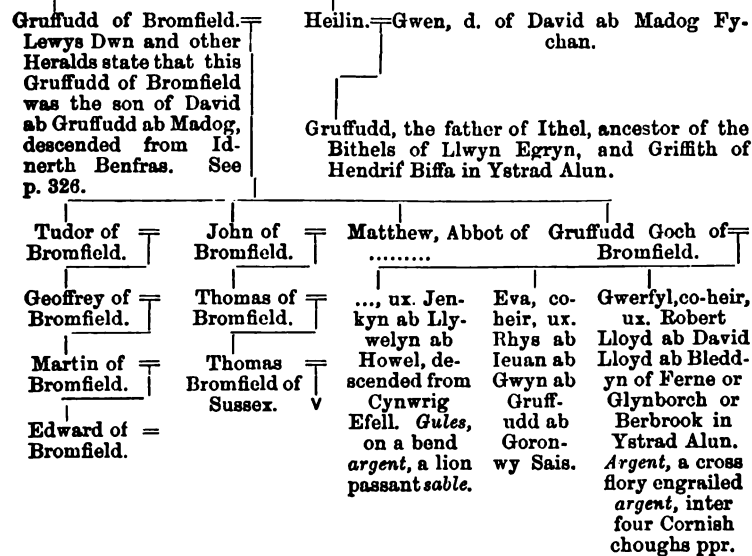 Gruffudd of Bromfield.=
Lewys Dwn and other
Heralds state that this
Gruffudd of Bromfield
was the son of David
ab Gruffudd ab Madog,
descended from Id-
nerth Benfras. See
p. 326.
Heilin.=Gwen, d. of David ab Madog Fy-
chan.
Gruffudd, the father of Ithel, ancestor of the
Bithels of Llwyn Egryn, and Griffith of
Hendrif Biffa in Ystrad Alun.
Tudor of =
Bromfield.
John of =
Bromfield.
Matthew, Abbot of
.........
Gruffudd Goch of=
Bromfield.
Geoffrey of =
Bromfield.
Thomas of =
Bromfield.
Martin of =
Bromfield.
Thomas =
Bromfield of
Sussex. v
Edward of =
Bromfield.
..., ux. Jen-
kyn ab Lly-
welyn ab
Howel, de-
scended from
Cynwrig
Efell. Gules,
on a bend
argent, a lion
passant sable.
Eva, co-
heir, ux.
Rhys ab
Ieuan ab
Gwyn ab
Gruff-
udd ab
Goron-
wy Sais.
Gwerfyl,co-heir,
ux. Robert
Lloyd ab David
Lloyd ab Bledd-
yn of Ferne or
Glynborch or
Berbrook in
Ystrad Alun.
Argent, a cross
flory engrailed
argent, inter
four Cornish
choughs ppr.